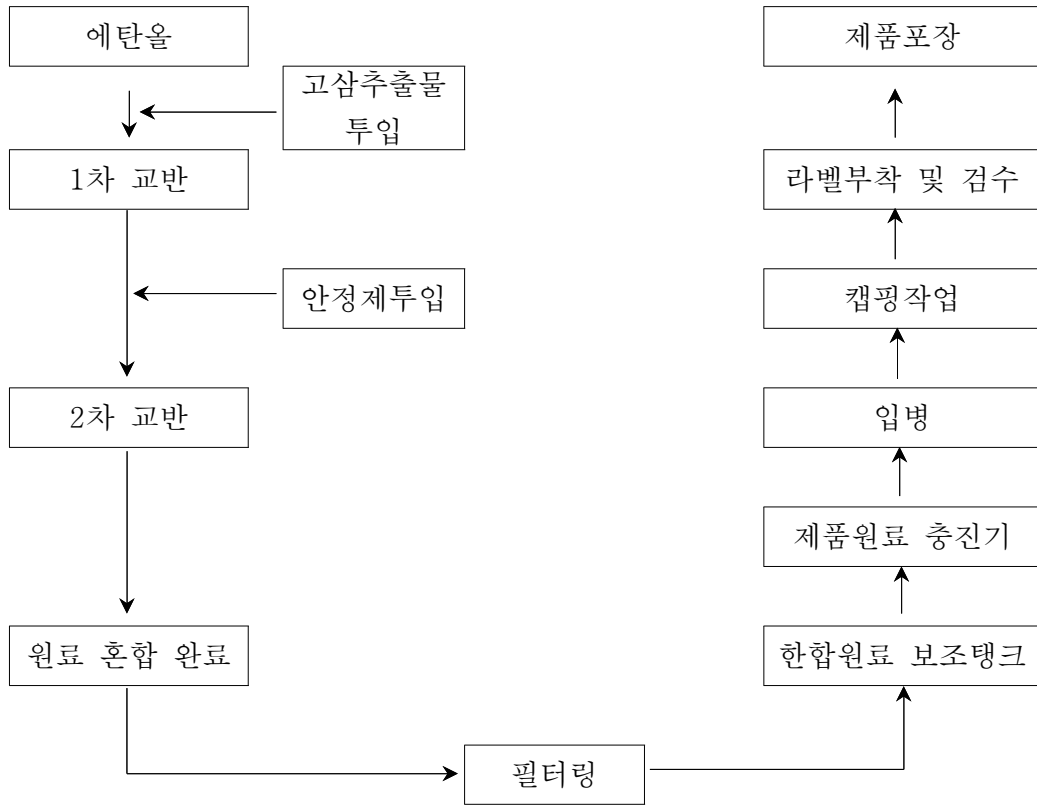 에탄올
고삼추출물
투입
1차 교반
안정제투입
2차 교반
원료 혼합 완료
필터링
한합원료 보조탱크
제품원료 충진기
입병
캡핑작업
라벨부착 및 검수
제품포장